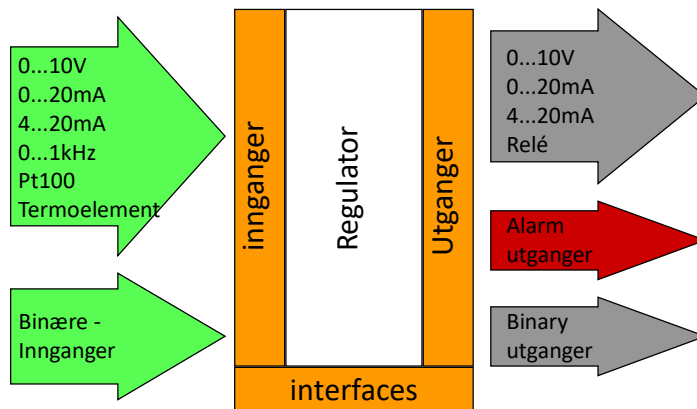 0...10V
0...20mA
4...20mA
0...1kHz
Pt100
Termoelement
Binære -
Innganger
innganger
Regulator
Utganger
interfaces
0...10V
0...20mA
4...20mA
Relé
Alarm
utganger
Binary
utganger